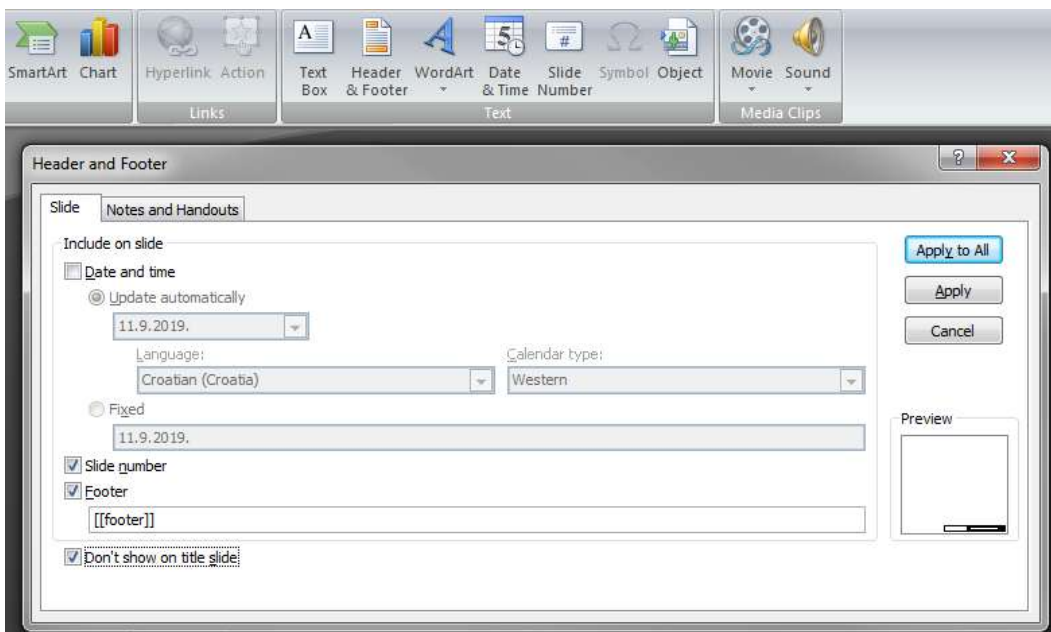 SmartArt Chart Hyperlink Action Text Box Header & Footer WordArt Date & Time Slide Number Symbol Object Movie Sound
Links Text Media Clips
Header and Footer
Slide Notes and Handouts
Include on slide
Date and time
Update automatically
11.9.2019.
Language: Calendar type:
Croatian (Croatia) Western
Fixed
11.9.2019.
Slide number
Footer
[[footer]]
Don't show on title slide
Apply to All
Apply
Cancel
Preview